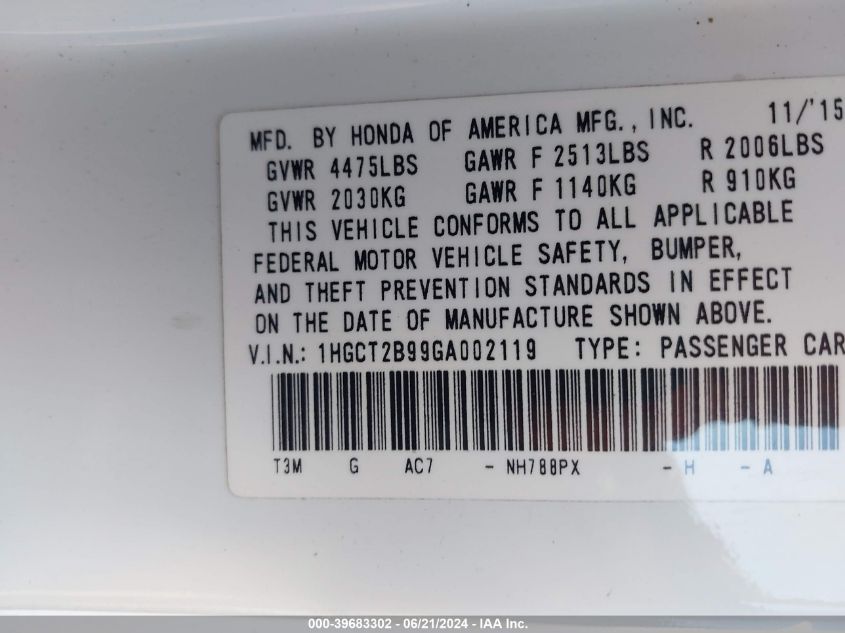 MFD. BY HONDA OF AMERICA MFG., INC. 11/'15
GVWR 4475LBS GAWR F 2513LBS R 2006LBS
GVWR 2030KG GAWR F 1140KG R 910KG
THIS VEHICLE CONFORMS TO ALL APPLICABLE
FEDERAL MOTOR VEHICLE SAFETY, BUMPER,
AND THEFT PREVENTION STANDARDS IN EFFECT
ON THE DATE OF MANUFACTURE SHOWN ABOVE.
V.I.N.: 1HGCT2B99GA002119 TYPE: PASSENGER CAR
T3M G AC7 - NH788PX - H - A
000-39683302 - 06/21/2024 - IAA Inc.